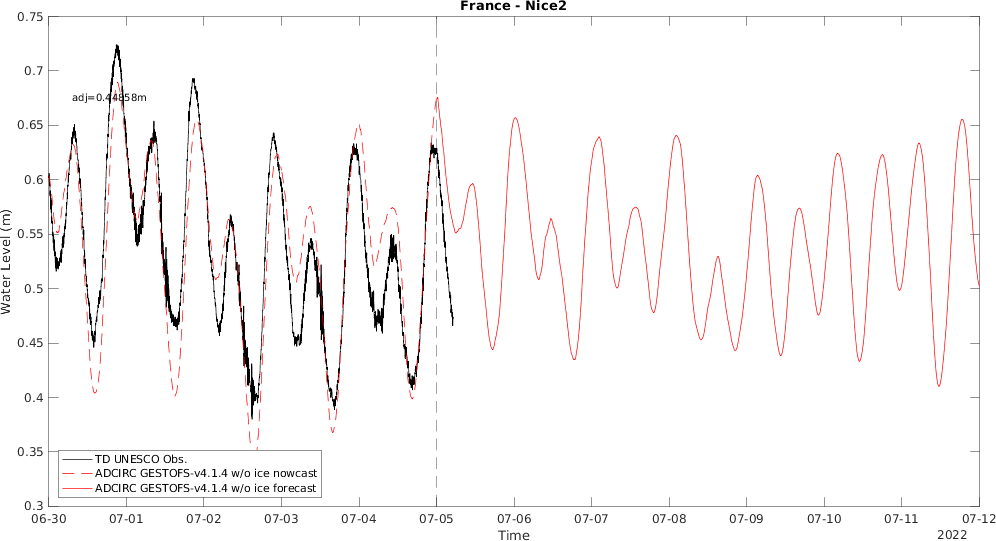 France - Nice2
0.75
0.7
0.65
0.6
0.55
0.5
0.45
0.4
0.35
0.3
Water Level (m)
adj=0.44858m
TD UNESCO Obs.
ADCIRC GESTOFS-v4.1.4 w/o ice nowcast
ADCIRC GESTOFS-v4.1.4 w/o ice forecast
06-30 07-01 07-02 07-03 07-04 07-05 07-06 07-07 07-08 07-09 07-10 07-11 07-12
Time
2022